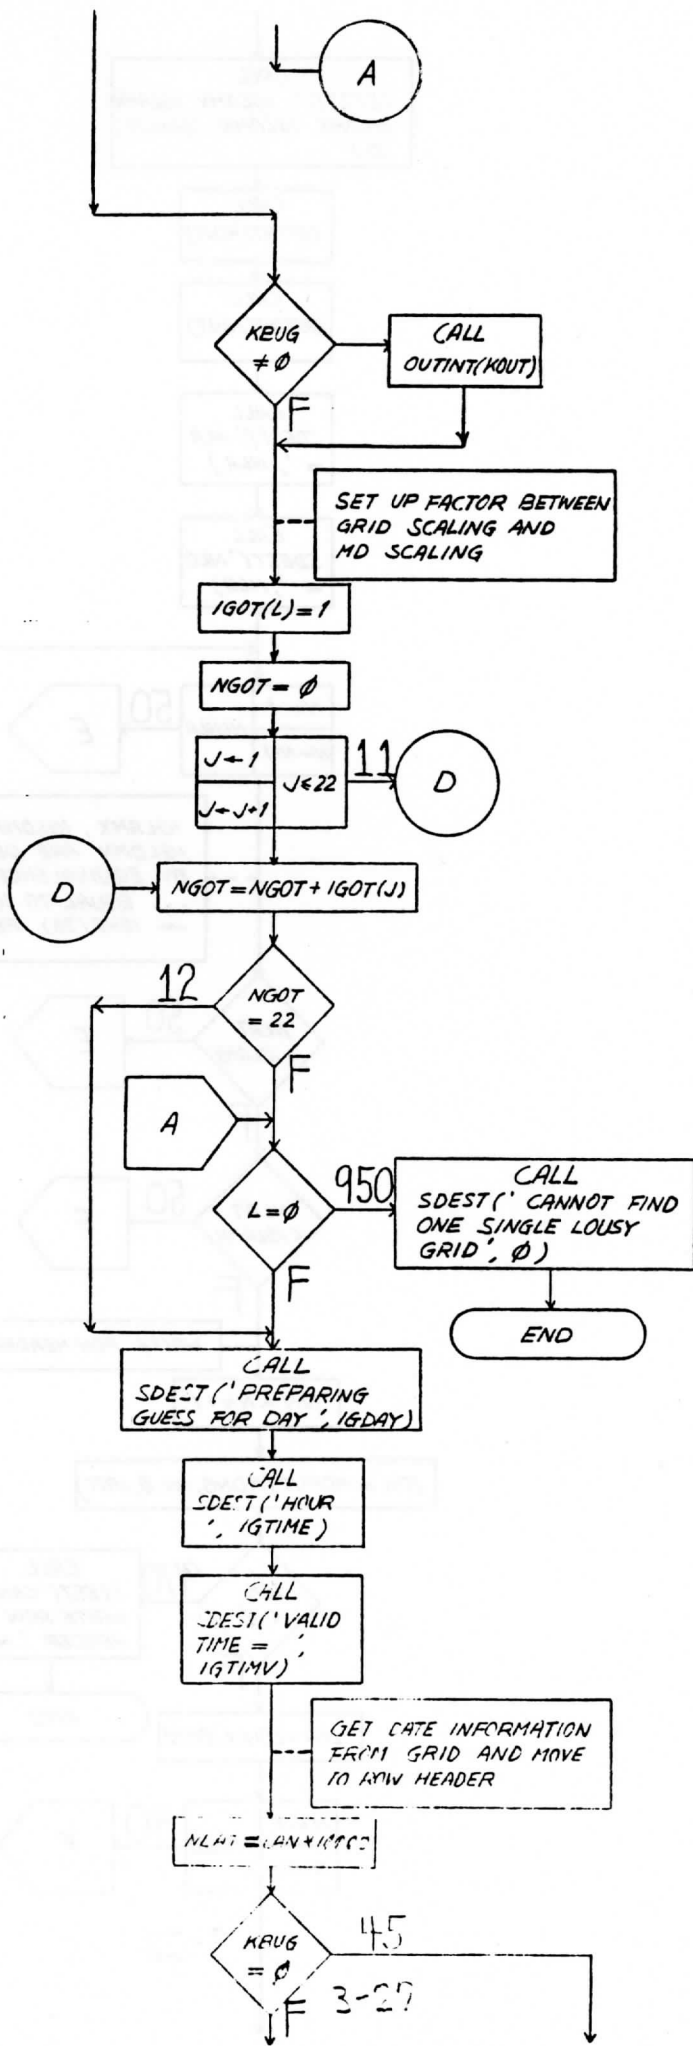 A
KBUG
≠ Ø
CALL
OUTINT(KOUT)
F
SET UP FACTOR BETWEEN
GRID SCALING AND
MD SCALING
IGOT(L) = 1
NGOT = Ø
J ← 1
J ← J+1
J ≤ 22
11
D
D
NGOT = NGOT + IGOT(J)
12
NGOT
= 22
F
A
L = Ø
950
CALL
SDEST(' CANNOT FIND
ONE SINGLE LOUSY
GRID', Ø)
F
END
CALL
SDEST('PREPARING
GUESS FOR DAY ', IGDAY)
CALL
SDEST('HOUR
', IGTIME)
CALL
SDEST('VALID
TIME = ',
IGTIMV)
GET DATE INFORMATION
FROM GRID AND MOVE
TO ROW HEADER
KBUG
= Ø
45
F
3-27